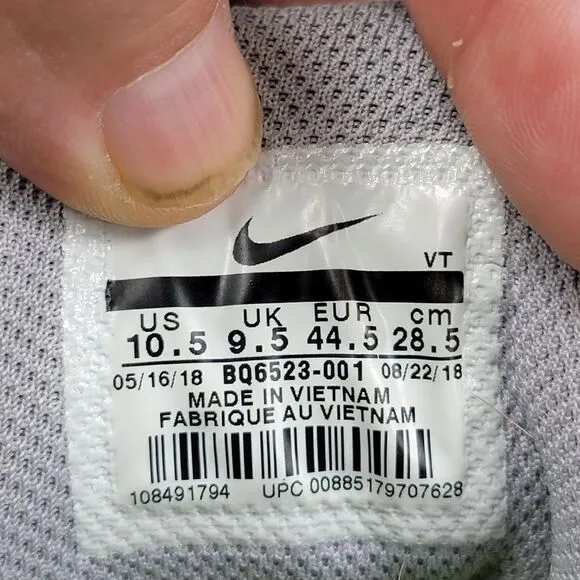 VT
US UK EUR cm
10.5 9.5 44.5 28.5
05/16/18 BQ6523-001 08/22/18
MADE IN VIETNAM
FABRIQUE AU VIETNAM
108491794 UPC 00885179707628